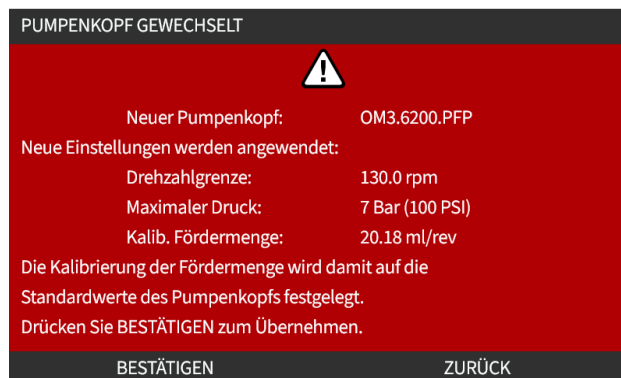 PUMPENKOPF GEWECHSELT
Neuer Pumpenkopf: OM3.6200.PFP
Neue Einstellungen werden angewendet:
Drehzahlgrenze: 130.0 rpm
Maximaler Druck: 7 Bar (100 PSI)
Kalib. Fördermenge: 20.18 ml/rev
Die Kalibrierung der Fördermenge wird damit auf die
Standardwerte des Pumpenkopfs festgelegt.
Drücken Sie BESTÄTIGEN zum Übernehmen.
BESTÄTIGEN ZURÜCK